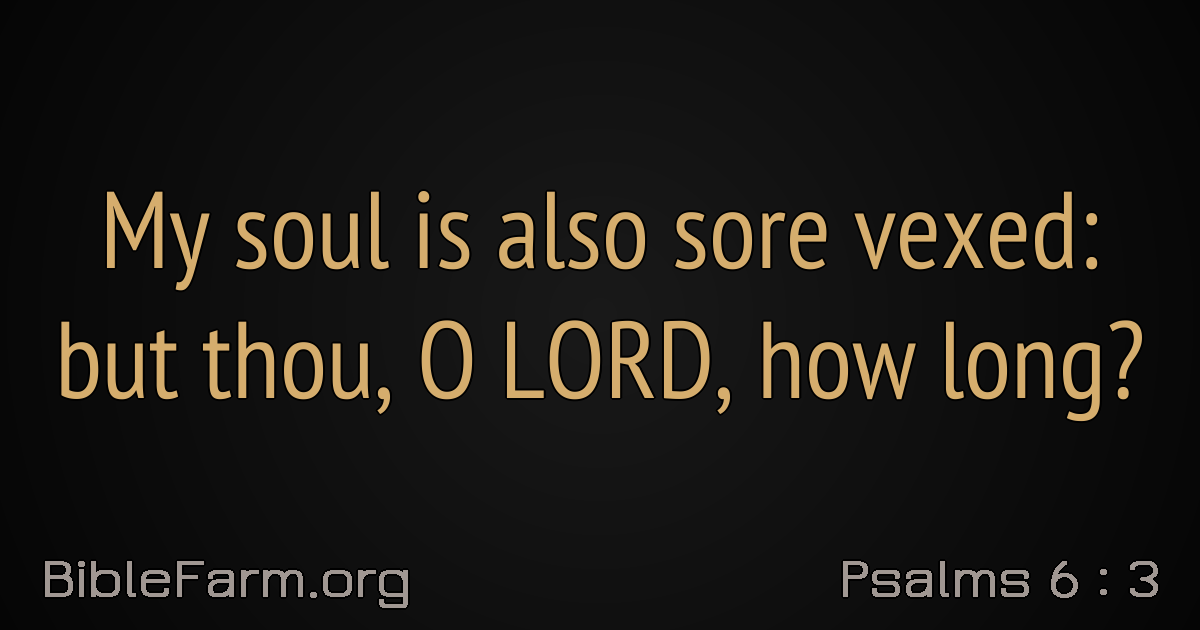 My soul is also sore vexed:
but thou, O LORD, how long?
BibleFarm.org
Psalms 6 : 3